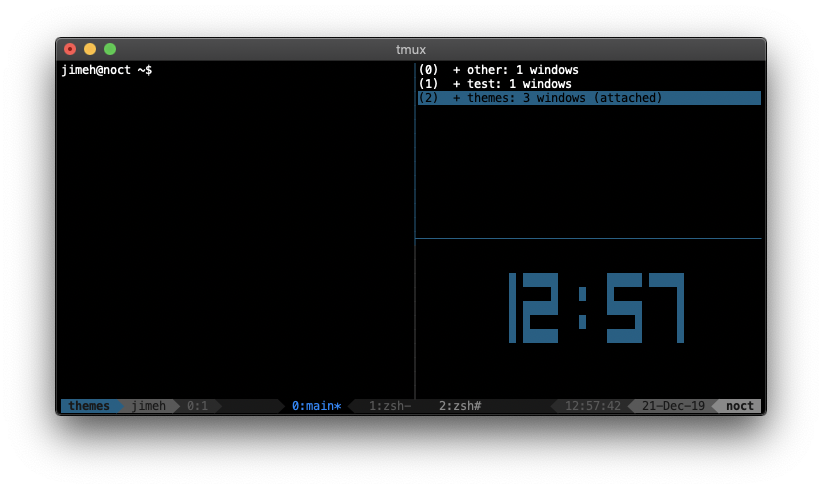 tmux
jimeh@noct ~$
(0)  + other: 1 windows
(1)  + test: 1 windows
(2)  + themes: 3 windows (attached)
12:57
themes jimeh 0:1 0:main* 1:zsh- 2:zsh# 12:57:42 21-Dec-19 noct